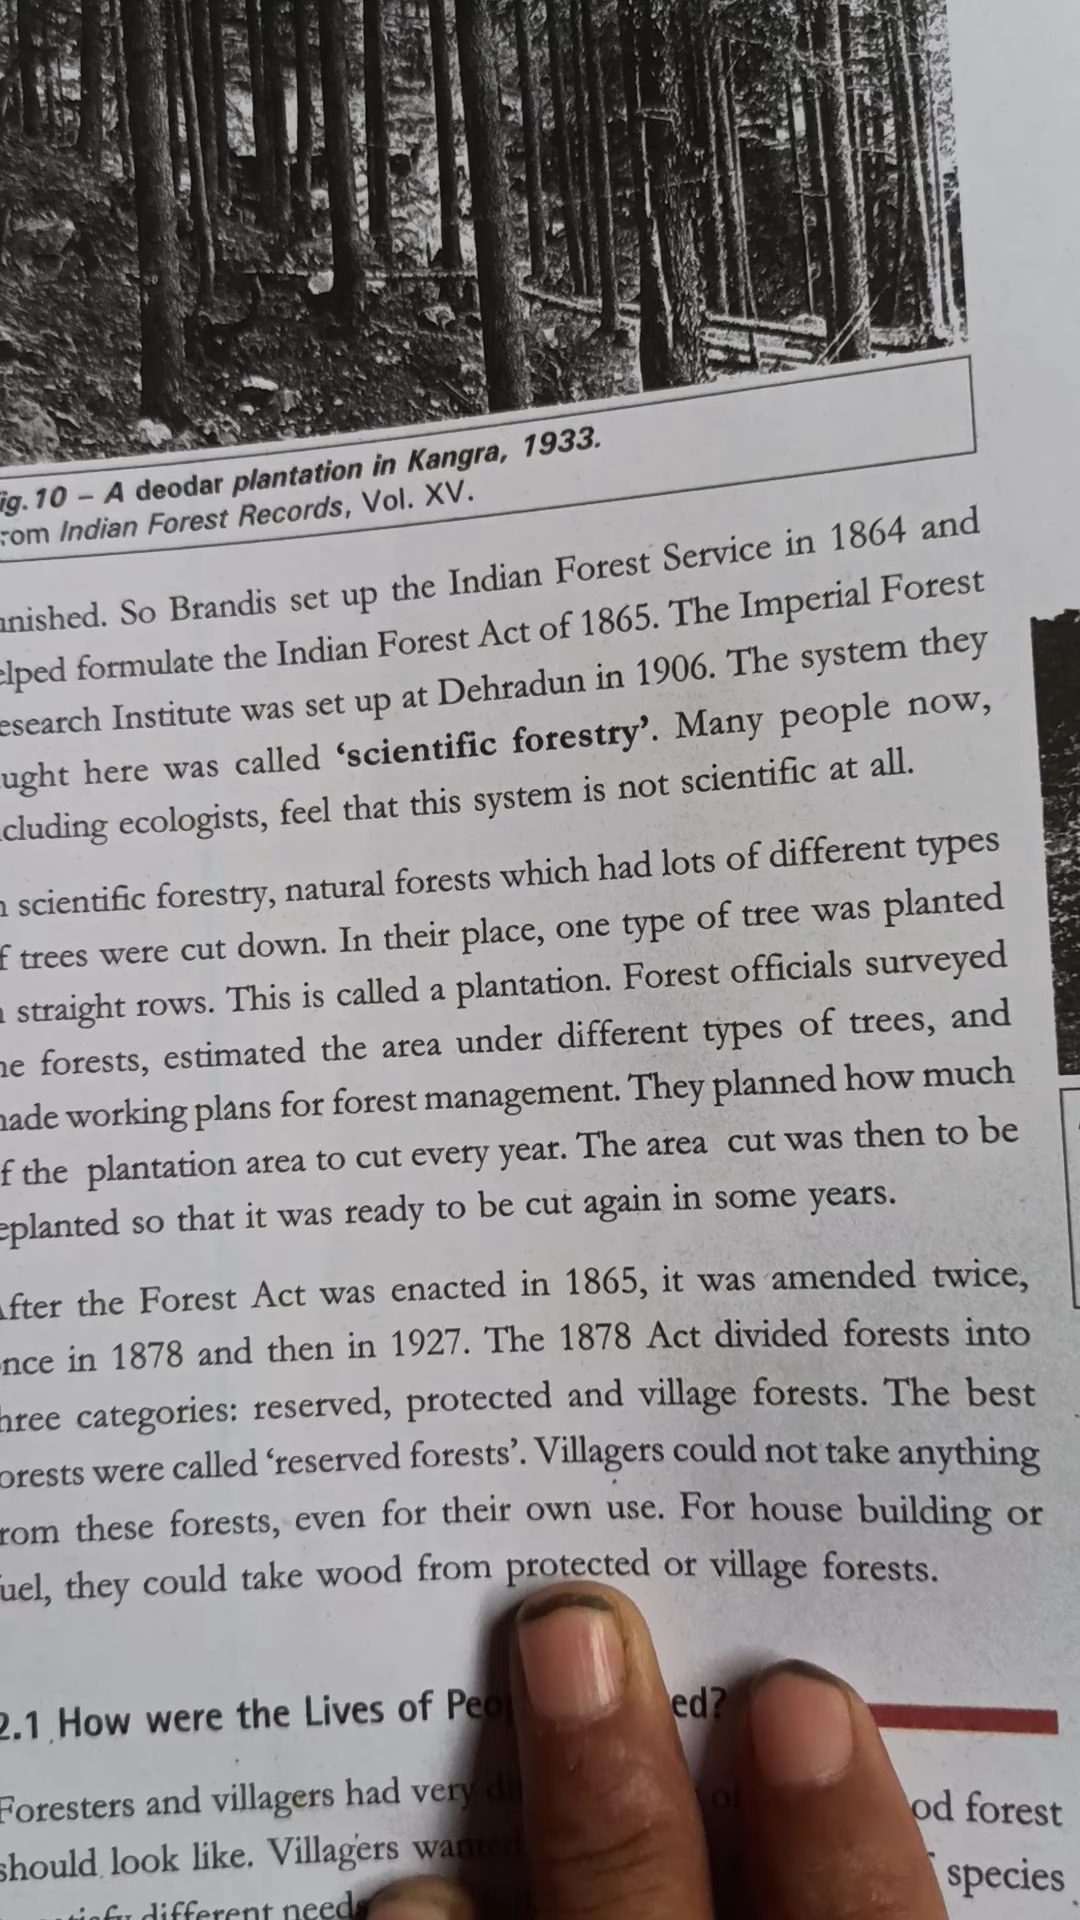 ig. 10 – A deodar plantation in Kangra, 1933.
rom Indian Forest Records, Vol. XV.
nished. So Brandis set up the Indian Forest Service in 1864 and
elped formulate the Indian Forest Act of 1865. The Imperial Forest
esearch Institute was set up at Dehradun in 1906. The system they
ught here was called ‘scientific forestry’. Many people now,
cluding ecologists, feel that this system is not scientific at all.
scientific forestry, natural forests which had lots of different types
f trees were cut down. In their place, one type of tree was planted
straight rows. This is called a plantation. Forest officials surveyed
he forests, estimated the area under different types of trees, and
ade working plans for forest management. They planned how much
f the plantation area to cut every year. The area cut was then to be
eplanted so that it was ready to be cut again in some years.
After the Forest Act was enacted in 1865, it was amended twice,
nce in 1878 and then in 1927. The 1878 Act divided forests into
hree categories: reserved, protected and village forests. The best
orests were called ‘reserved forests’. Villagers could not take anything
rom these forests, even for their own use. For house building or
uel, they could take wood from protected or village forests.
2.1 How were the Lives of Peo ed?
Foresters and villagers had very od forest
should look like. Villagers wanted species
different needs